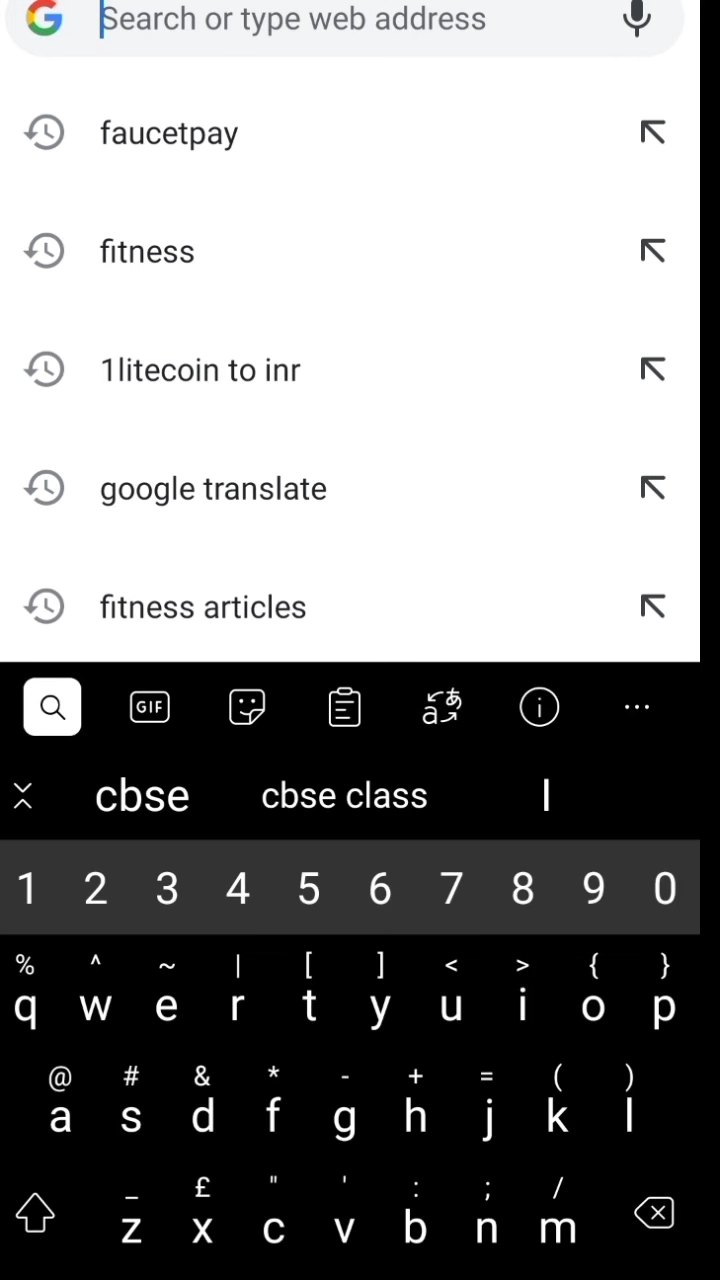 Search or type web address
faucetpay
fitness
1litecoin to inr
google translate
fitness articles
GIF
cbse cbse class I
1 2 3 4 5 6 7 8 9 0
% ^ ~ | [ ] < > { }
q w e r t y u i o p
@ # & * - + = ( )
a s d f g h j k l
_ £ " ' : ; /
z x c v b n m